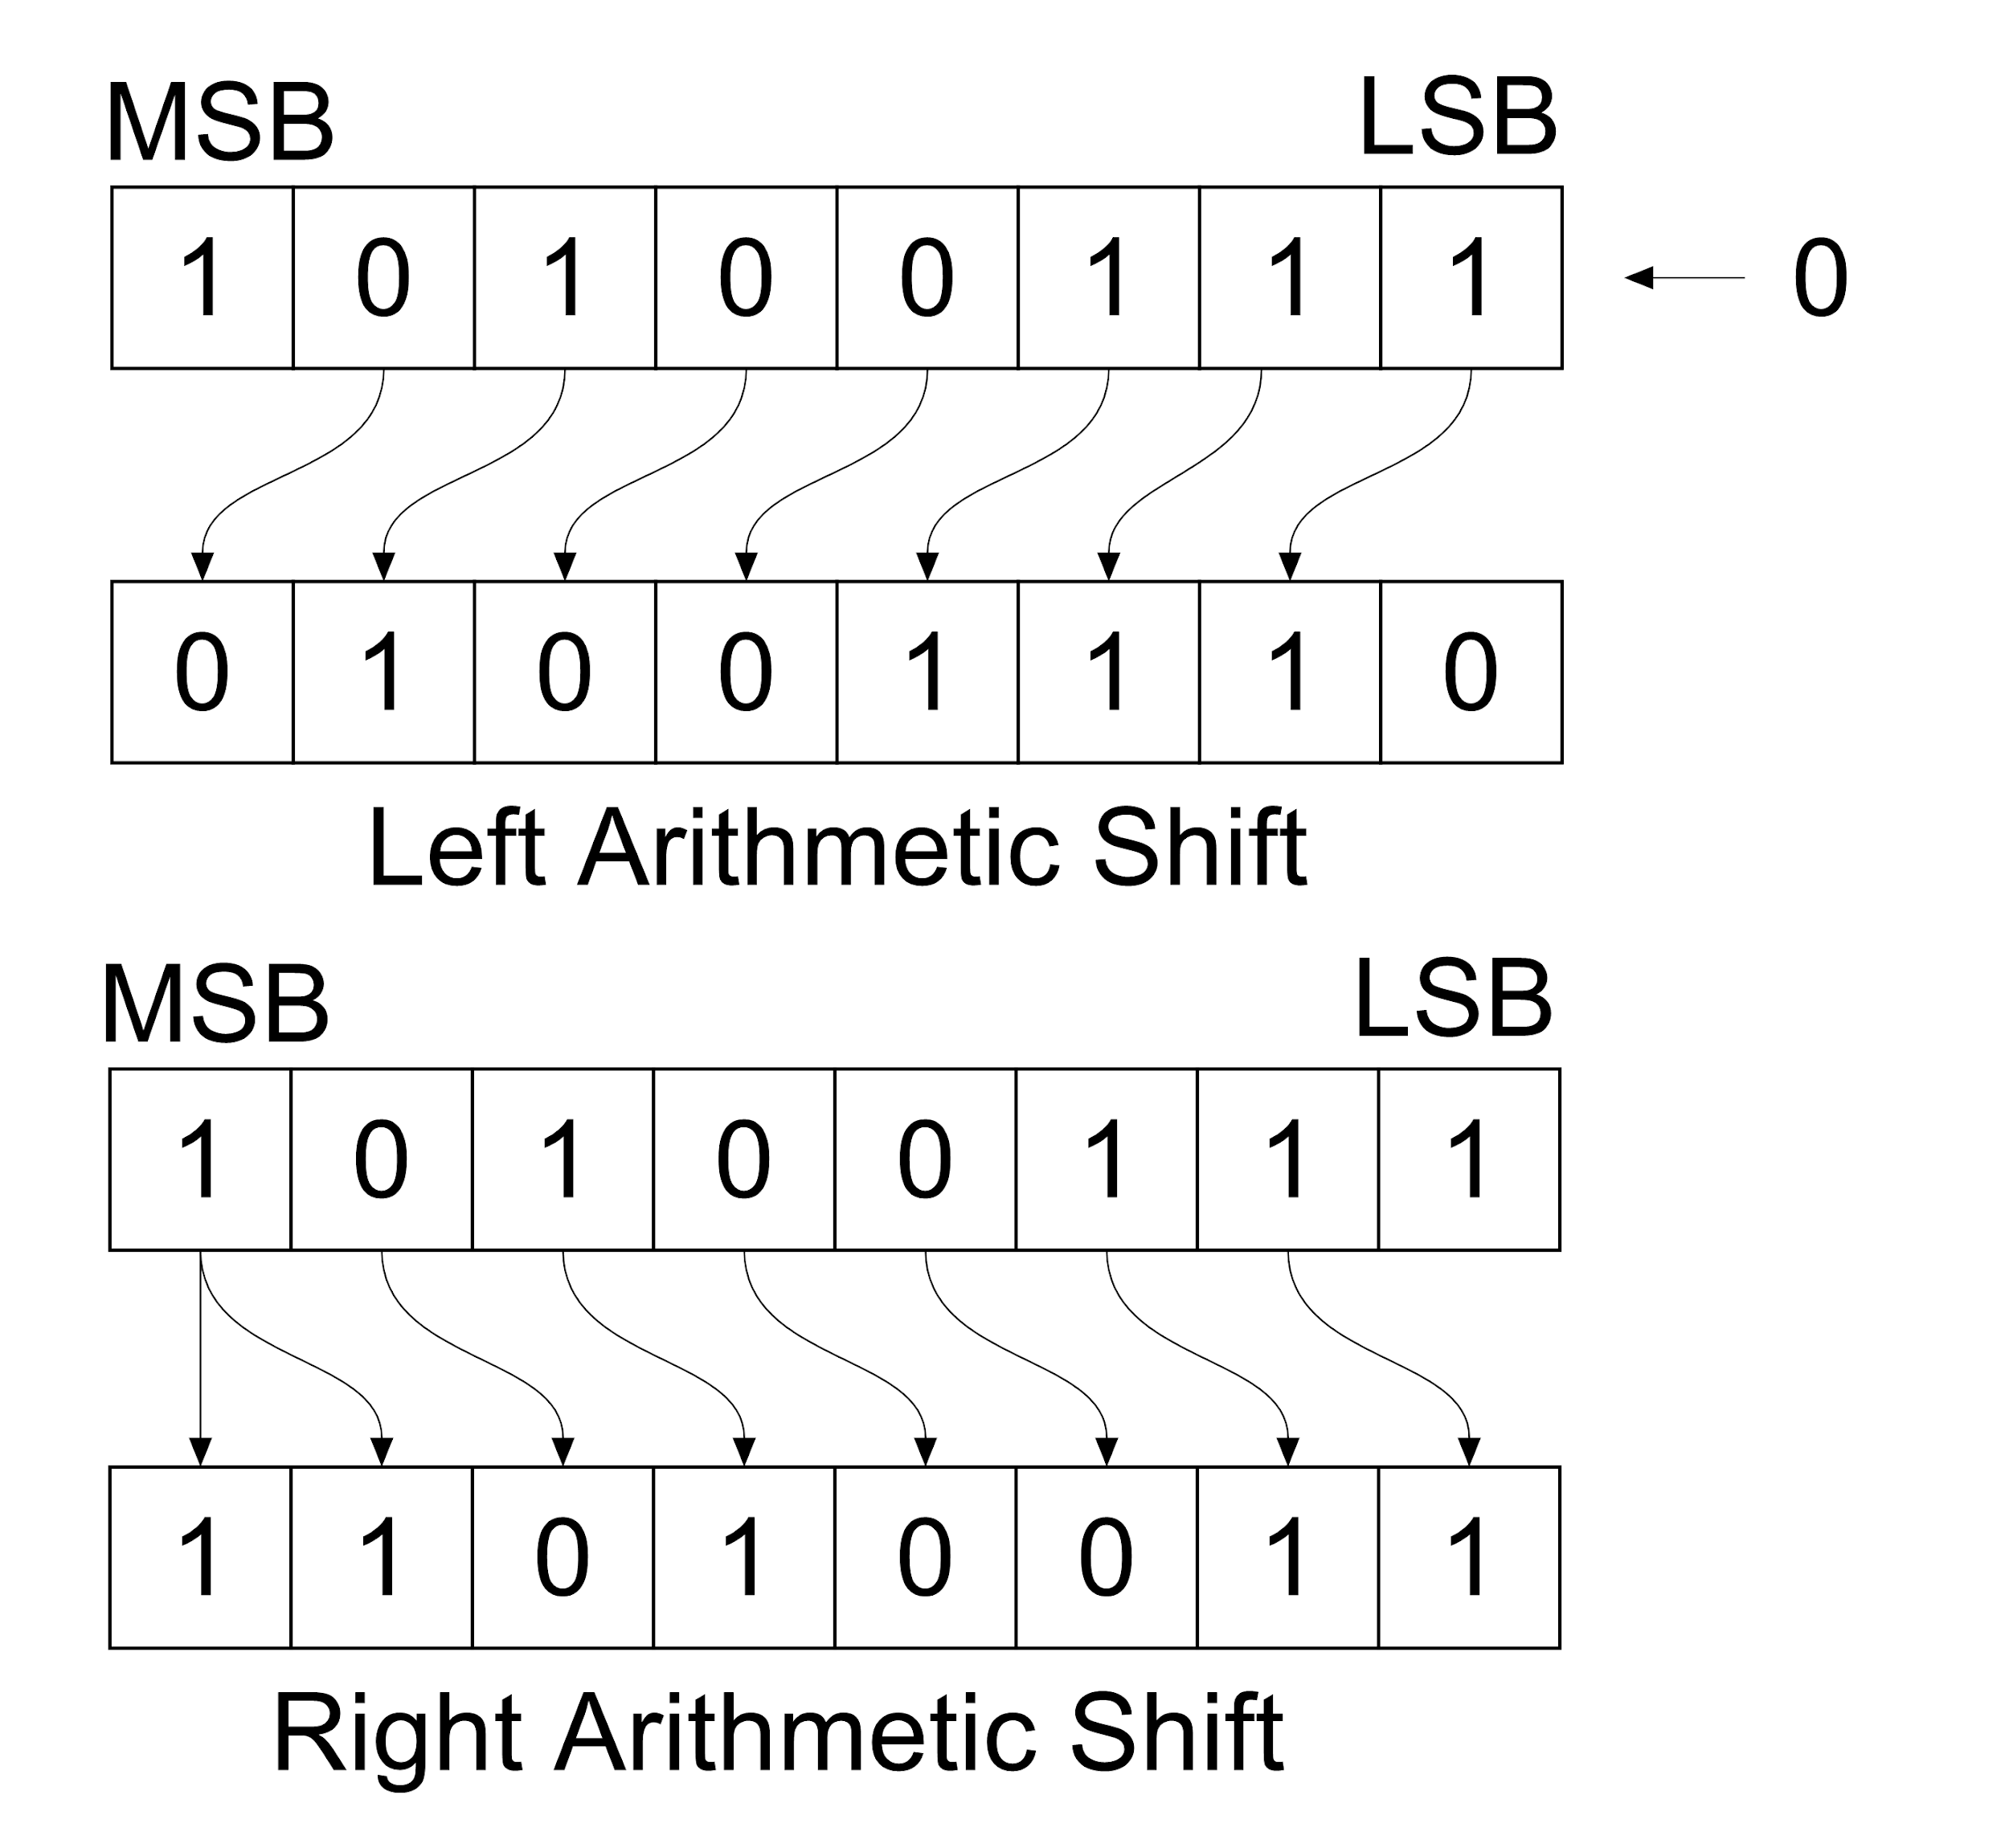 MSB LSB
1 0 1 0 0 1 1 1 0
0 1 0 0 1 1 1 0
Left Arithmetic Shift
MSB LSB
1 0 1 0 0 1 1 1
1 1 0 1 0 0 1 1
Right Arithmetic Shift